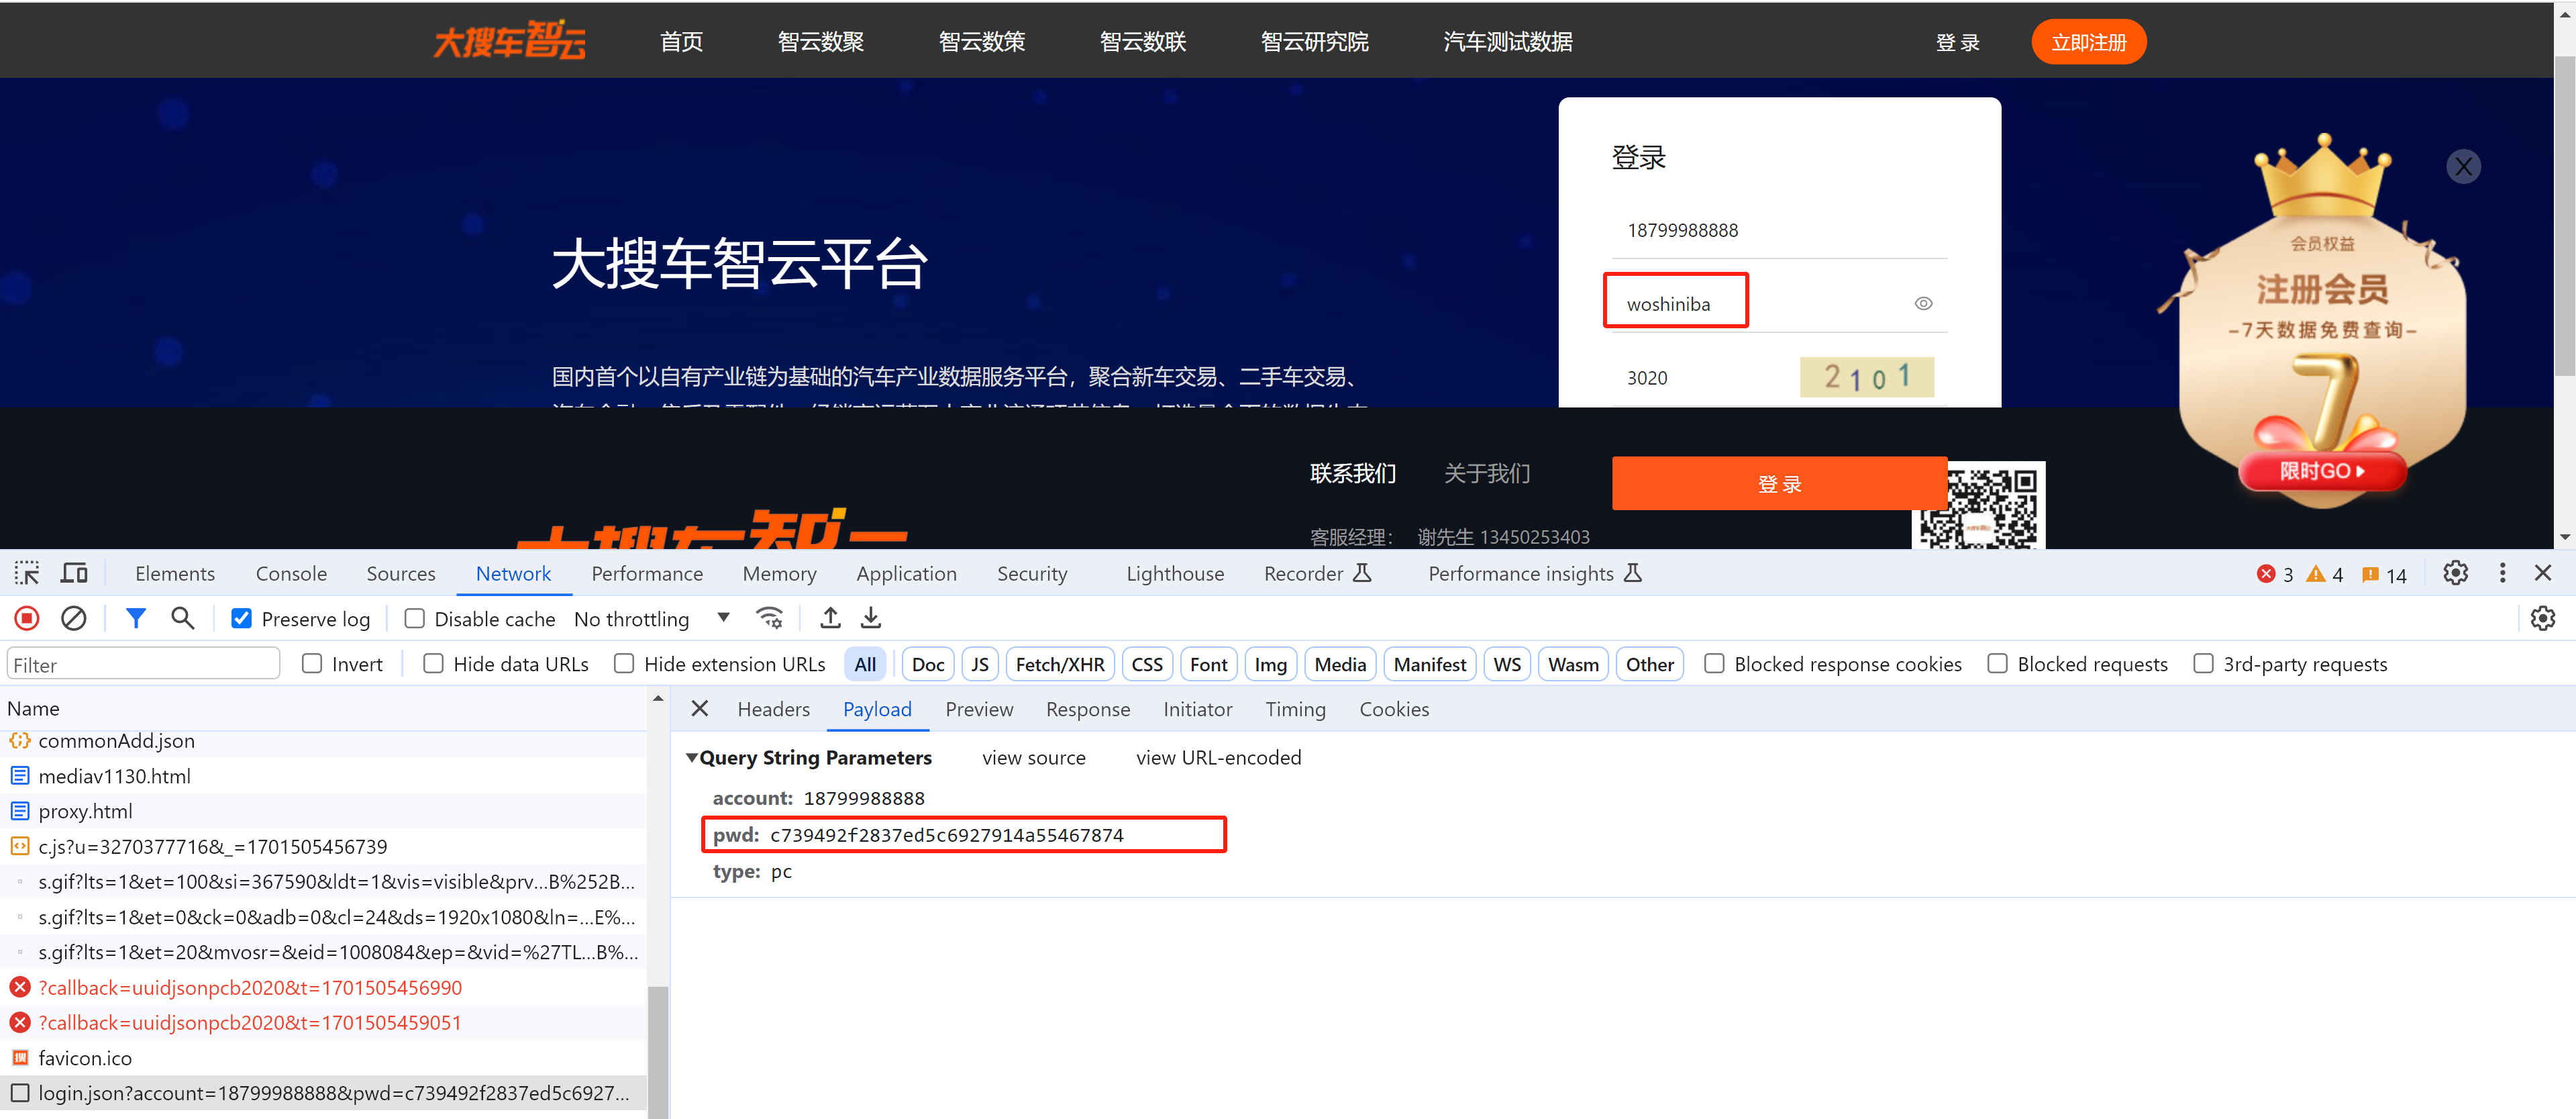 大搜车智云 首页 智云数聚 智云数策 智云数联 智云研究院 汽车测试数据 登 录 立即注册
大搜车智云平台
国内首个以自有产业链为基础的汽车产业数据服务平台，聚合新车交易、二手车交易、
登录
18799988888
woshiniba
3020 2101
登 录
X
会员权益
注册会员
-7天数据免费查询-
7
限时GO
联系我们 关于我们
客服经理： 谢先生 13450253403
Elements Console Sources Network Performance Memory Application Security Lighthouse Recorder Performance insights 3 4 14
Preserve log Disable cache No throttling
Filter Invert Hide data URLs Hide extension URLs All Doc JS Fetch/XHR CSS Font Img Media Manifest WS Wasm Other Blocked response cookies Blocked requests 3rd-party requests
Name
commonAdd.json
mediav1130.html
proxy.html
c.js?u=3270377716&_=1701505456739
s.gif?lts=1&et=100&si=367590&ldt=1&vis=visible&prv...B%252B...
s.gif?lts=1&et=0&ck=0&adb=0&cl=24&ds=1920x1080&ln=...E%...
s.gif?lts=1&et=20&mvosr=&eid=1008084&ep=&vid=%27TL...B%...
?callback=uuidjsonpcb2020&t=1701505456990
?callback=uuidjsonpcb2020&t=1701505459051
favicon.ico
login.json?account=18799988888&pwd=c739492f2837ed5c6927...
Headers Payload Preview Response Initiator Timing Cookies
Query String Parameters view source view URL-encoded
account: 18799988888
pwd: c739492f2837ed5c6927914a55467874
type: pc